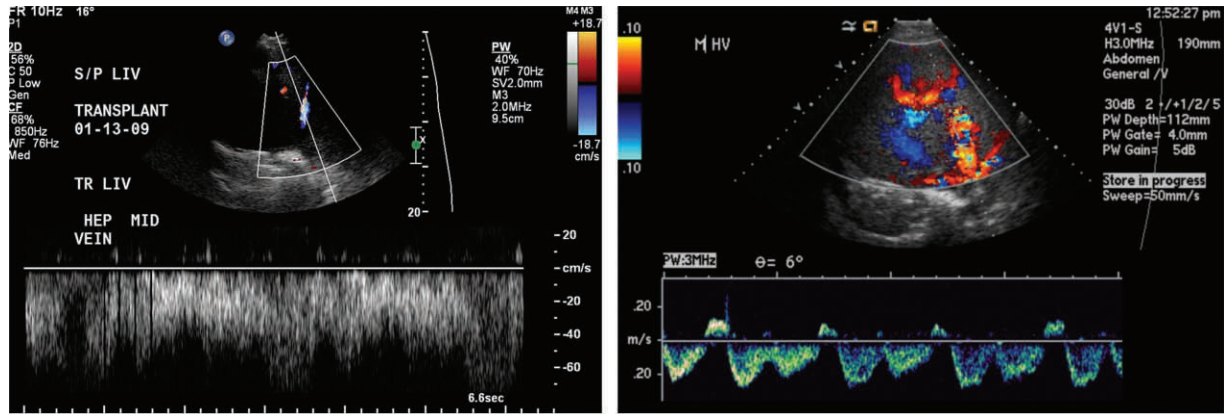 FR 10Hz
16°
M4 M3
P1
+18.7
2D
56%
C 50
P Low
Gen
CF
68%
850Hz
WF 76Hz
Med
P
S/P LIV
TRANSPLANT
01-13-09
TR LIV
HEP MID
VEIN
PW
40%
WF 70Hz
SV2.0mm
M3
2.0MHz
9.5cm
-18.7
cm/s
x
20
20
cm/s
-20
-40
-60
6.6sec
.10
.10
M HV
12:52:27 pm
4V1-S
H3.0MHz 190mm
Abdomen
General /V
30dB 2 -/+1/2/5
PW Depth=112mm
PW Gate= 4.0mm
PW Gain= 5dB
Store in progress
Sweep=50mm/s
PW:3MHz
θ= 6°
.20
m/s
.20